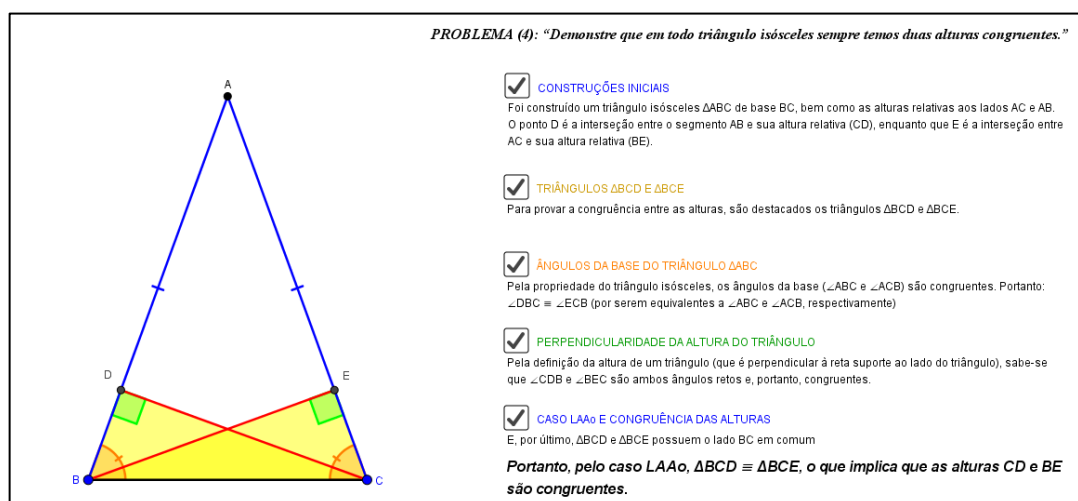 PROBLEMA (4): “Demonstre que em todo triângulo isósceles sempre temos duas alturas congruentes.”
A
CONSTRUÇÕES INICIAIS
Foi construído um triângulo isósceles ΔABC de base BC, bem como as alturas relativas aos lados AC e AB.
O ponto D é a interseção entre o segmento AB e sua altura relativa (CD), enquanto que E é a interseção entre
AC e sua altura relativa (BE).
TRIÂNGULOS ΔBCD E ΔBCE
Para provar a congruência entre as alturas, são destacados os triângulos ΔBCD e ΔBCE.
ÂNGULOS DA BASE DO TRIÂNGULO ΔABC
Pela propriedade do triângulo isósceles, os ângulos da base (∠ABC e ∠ACB) são congruentes. Portanto:
∠DBC ≡ ∠ECB (por serem equivalentes a ∠ABC e ∠ACB, respectivamente)
PERPENDICULARIDADE DA ALTURA DO TRIÂNGULO
Pela definição da altura de um triângulo (que é perpendicular à reta suporte ao lado do triângulo), sabe-se
que ∠CDB e ∠BEC são ambos ângulos retos e, portanto, congruentes.
D
E
CASO LAAo E CONGRUÊNCIA DAS ALTURAS
E, por último, ΔBCD e ΔBCE possuem o lado BC em comum
Portanto, pelo caso LAAo, ΔBCD ≡ ΔBCE, o que implica que as alturas CD e BE
são congruentes.
B
C